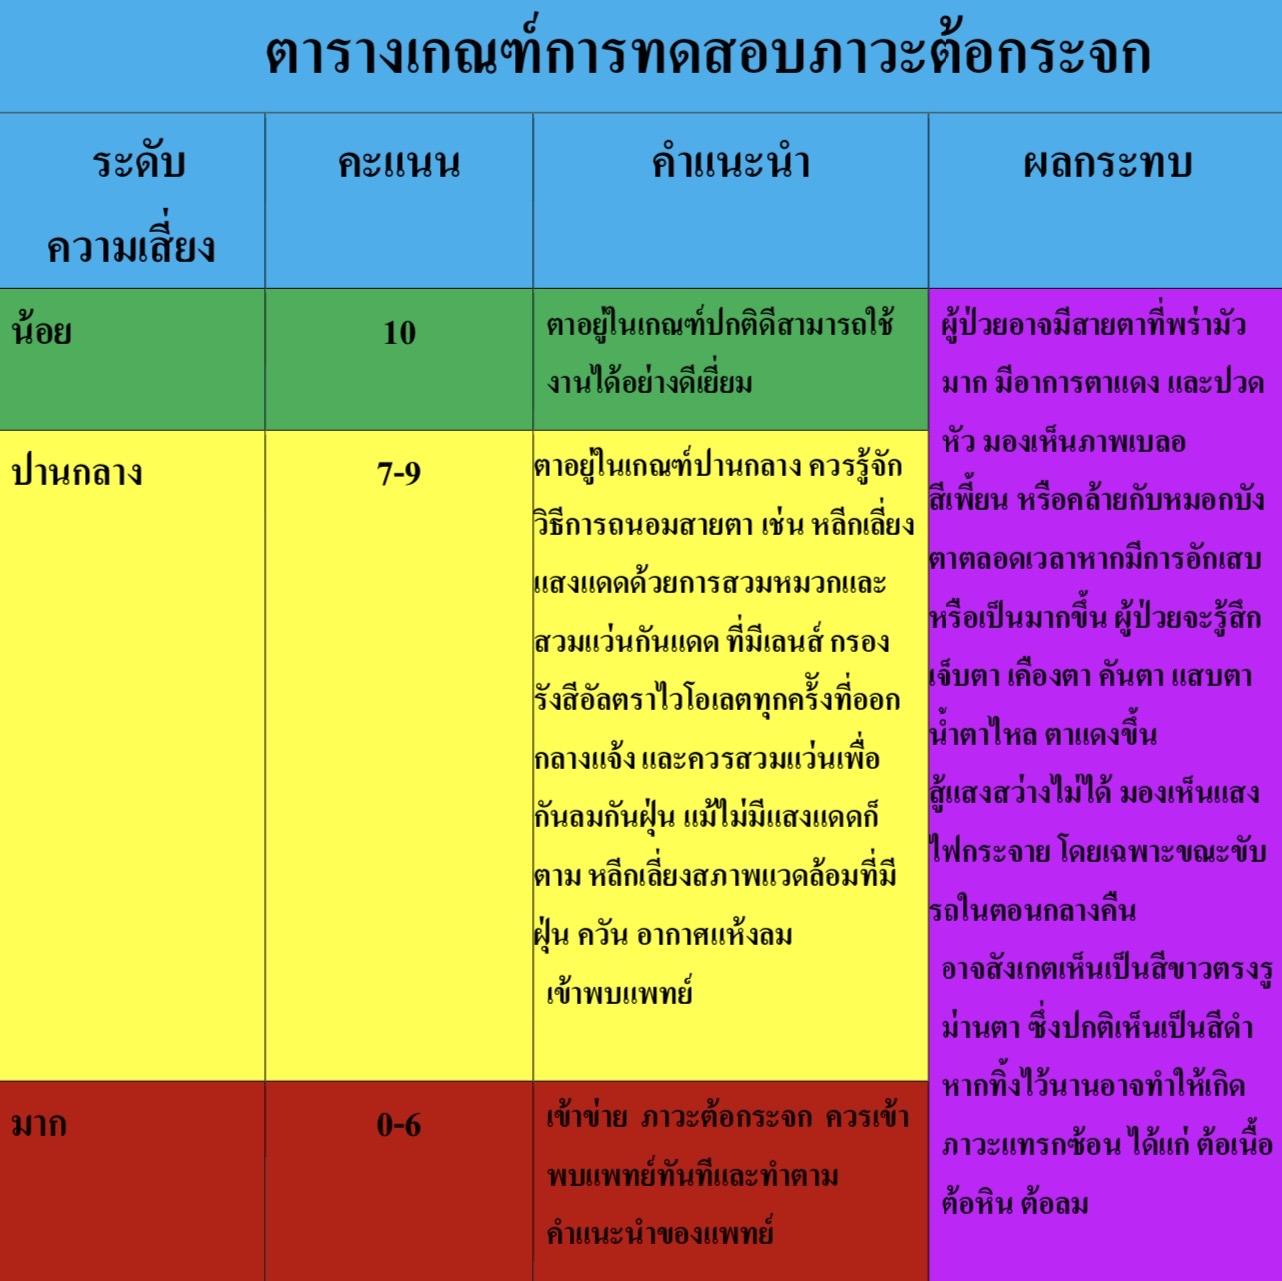 ตารางเกณฑ์การทดสอบภาวะต้อกระจก
ระดับ
ความเสี่ยง
คะแนน
คำแนะนำ
ผลกระทบ
น้อย
10
ตาอยู่ในเกณฑ์ปกติดีสามารถใช้
งานได้อย่างดีเยี่ยม
ปานกลาง
7-9
ตาอยู่ในเกณฑ์ปานกลาง ควรรู้จัก
วิธีการถนอมสายตา เช่น หลีกเลี่ยง
แสงแดดด้วยการสวมหมวกและ
สวมแว่นกันแดด ที่มีเลนส์ กรอง
รังสีอัลตราไวโอเลตทุกครั้งที่ออก
กลางแจ้ง และควรสวมแว่นเพื่อ
กันลมกันฝุ่น แม้ไม่มีแสงแดดก็
ตาม หลีกเลี่ยงสภาพแวดล้อมที่มี
ฝุ่น ควัน อากาศแห้งลม
เข้าพบแพทย์
มาก
0-6
เข้าข่าย ภาวะต้อกระจก ควรเข้า
พบแพทย์ทันทีและทำตาม
คำแนะนำของแพทย์
ผู้ป่วยอาจมีสายตาที่พร่ามัว
มาก มีอาการตาแดง และปวด
หัว มองเห็นภาพเบลอ
สีเพี้ยน หรือคล้ายกับหมอกบัง
ตาตลอดเวลาหากมีการอักเสบ
หรือเป็นมากขึ้น ผู้ป่วยจะรู้สึก
เจ็บตา เคืองตา คันตา แสบตา
น้ำตาไหล ตาแดงขึ้น
สู้แสงสว่างไม่ได้ มองเห็นแสง
ไฟกระจาย โดยเฉพาะขณะขับ
รถในตอนกลางคืน
อาจสังเกตเห็นเป็นสีขาวตรงรู
ม่านตา ซึ่งปกติเห็นเป็นสีดำ
หากทิ้งไว้นานอาจทำให้เกิด
ภาวะแทรกซ้อน ได้แก่ ต้อเนื้อ
ต้อหิน ต้อลม